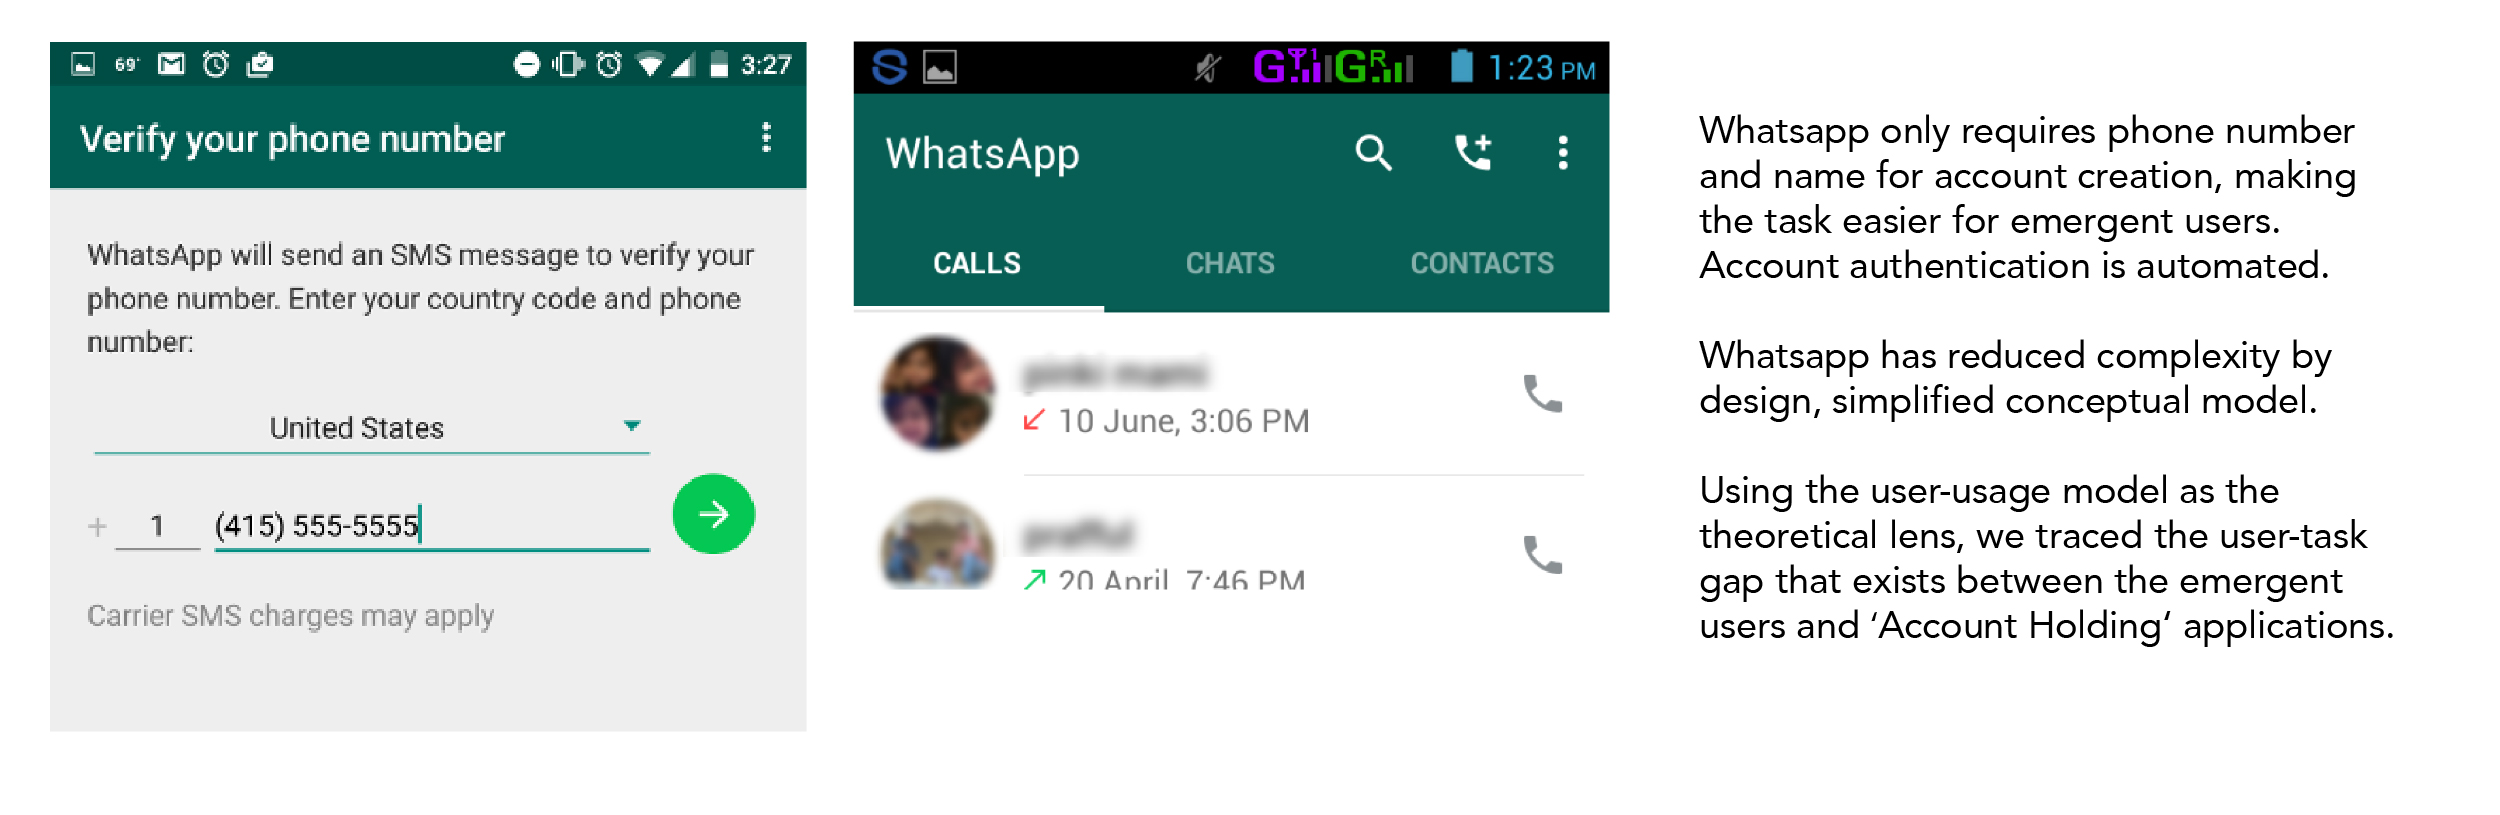 69°
3:27
Verify your phone number
WhatsApp will send an SMS message to verify your
phone number. Enter your country code and phone
number:
United States
+ 1 (415) 555-5555
Carrier SMS charges may apply
G 1 G R 1:23 PM
WhatsApp
CALLS CHATS CONTACTS
pinki mami
10 June, 3:06 PM
prafful
20 April, 7:46 PM
Whatsapp only requires phone number
and name for account creation, making
the task easier for emergent users.
Account authentication is automated.
Whatsapp has reduced complexity by
design, simplified conceptual model.
Using the user-usage model as the
theoretical lens, we traced the user-task
gap that exists between the emergent
users and ‘Account Holding’ applications.